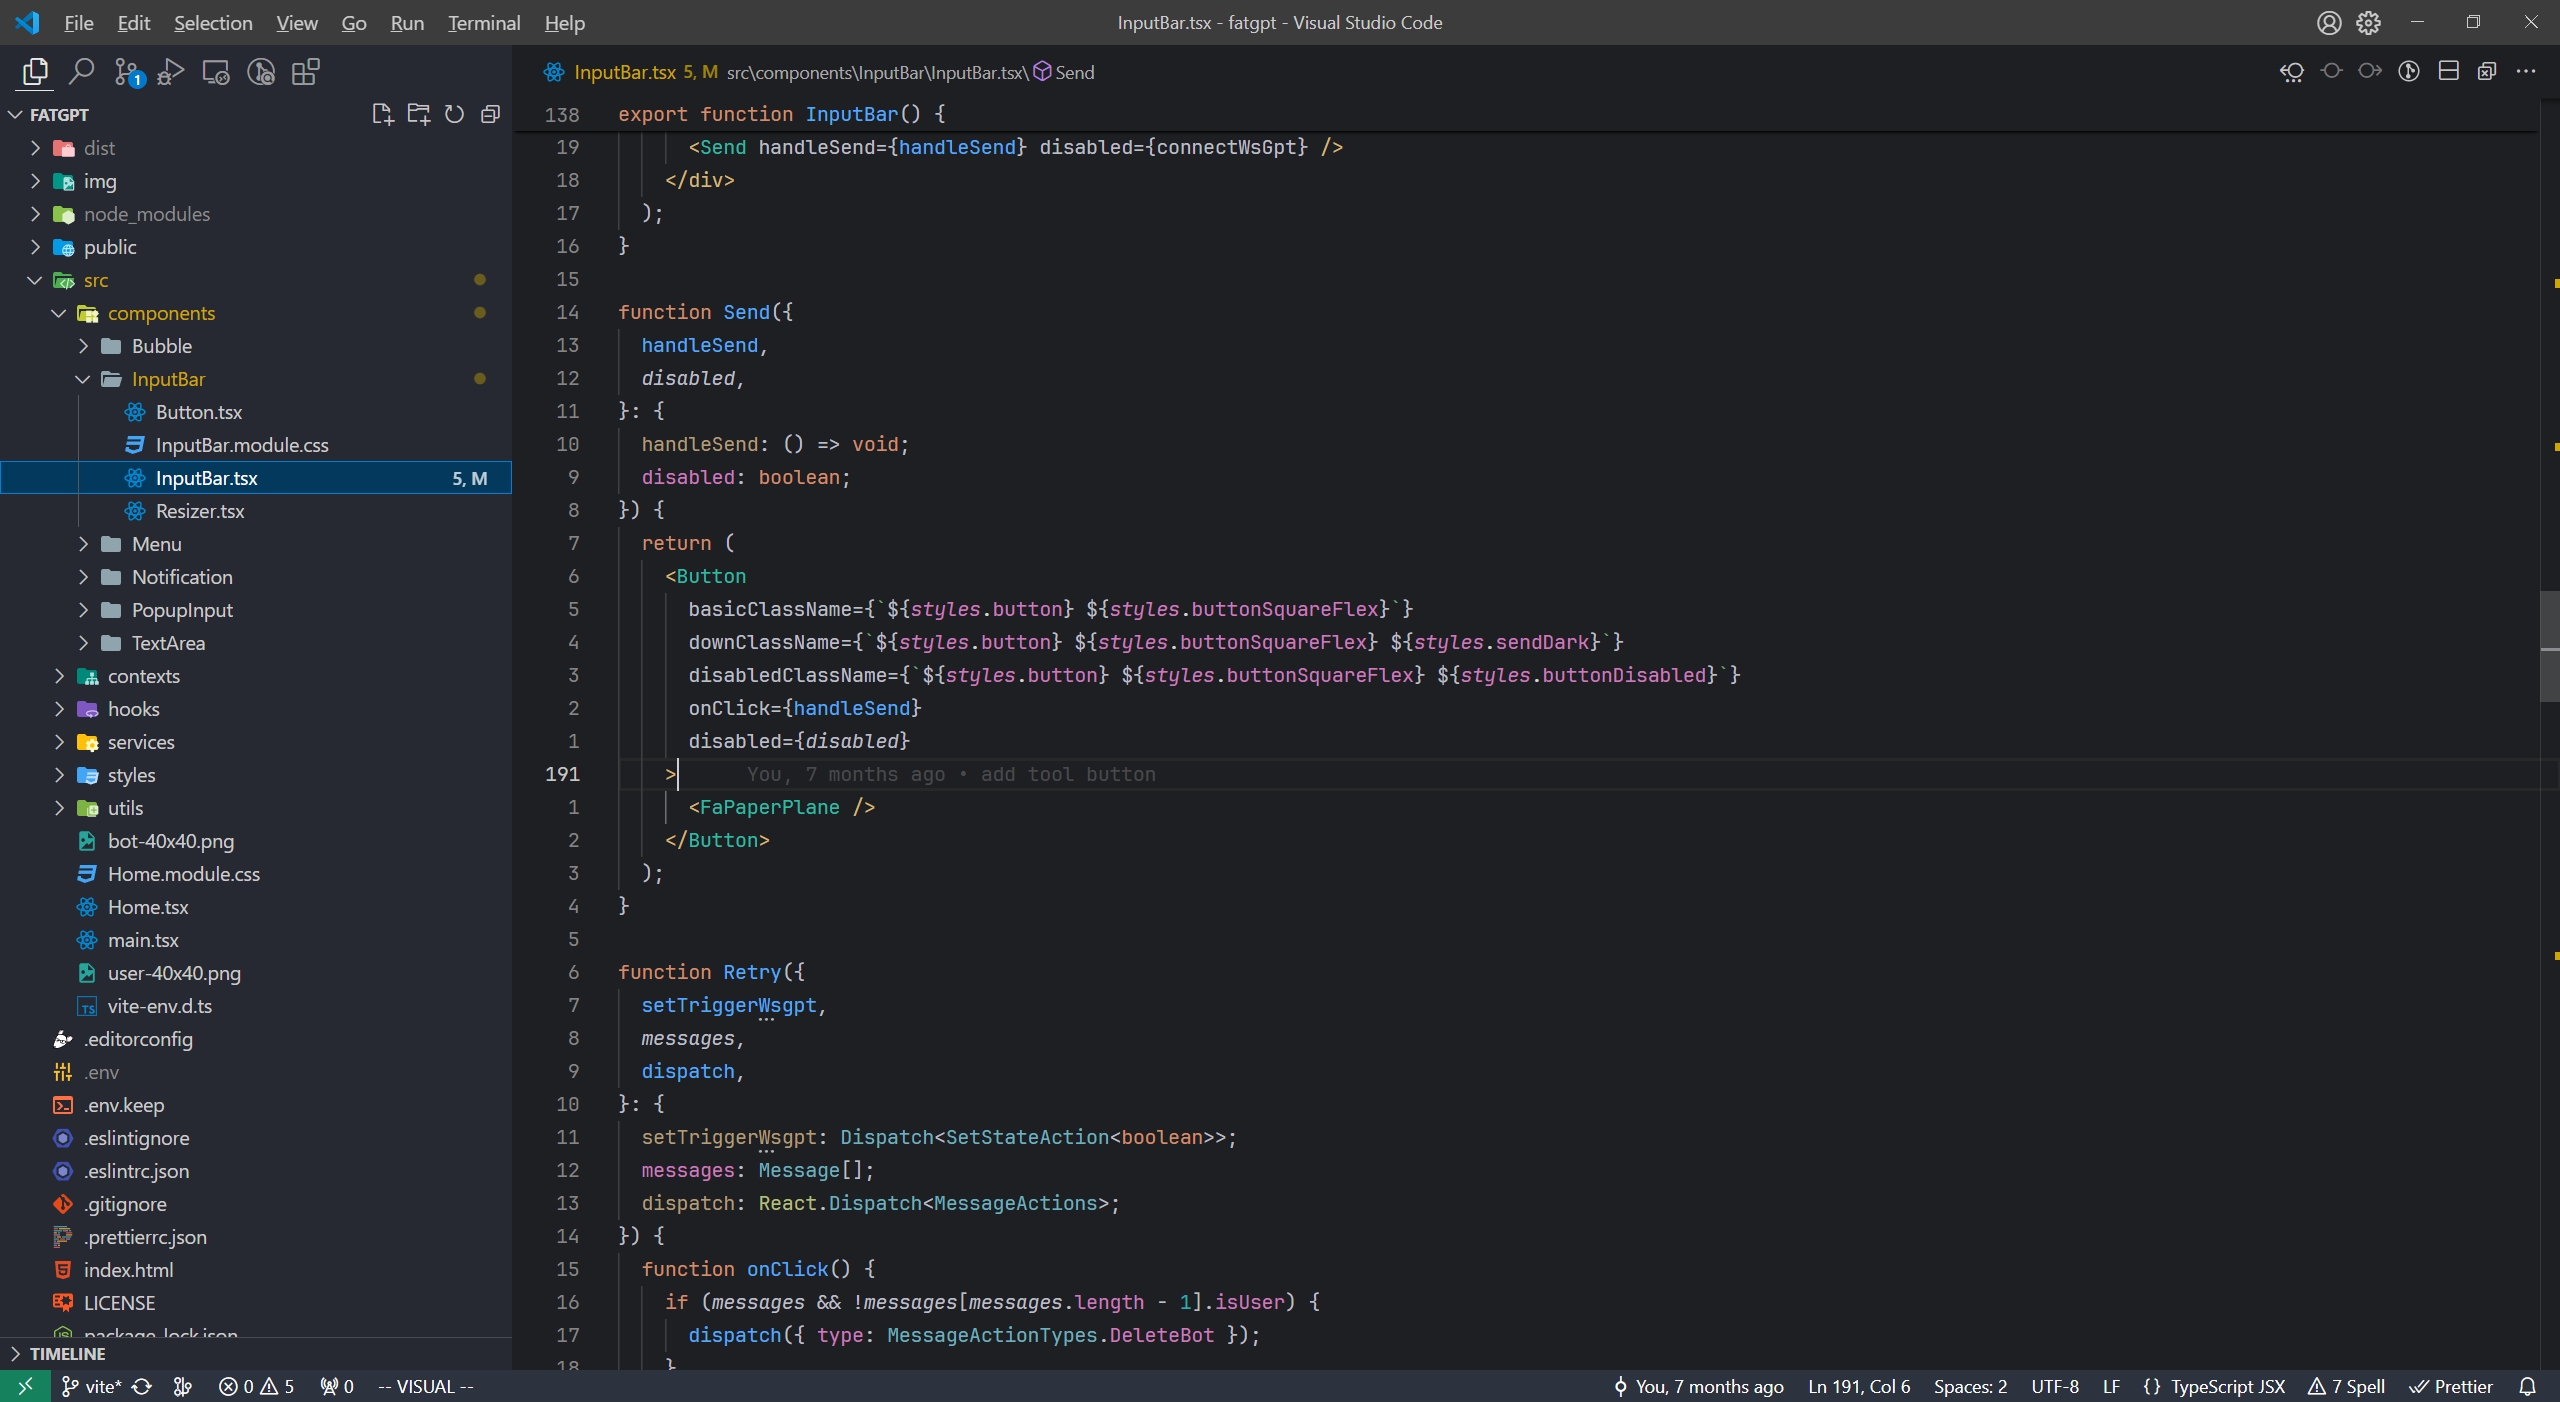 File Edit Selection View Go Run Terminal Help
InputBar.tsx - fatgpt - Visual Studio Code
1
FATGPT
dist
img
node_modules
public
src
components
Bubble
InputBar
Button.tsx
InputBar.module.css
InputBar.tsx 5, M
Resizer.tsx
Menu
Notification
PopupInput
TextArea
contexts
hooks
services
styles
utils
bot-40x40.png
Home.module.css
Home.tsx
main.tsx
user-40x40.png
TS vite-env.d.ts
.editorconfig
.env
.env.keep
.eslintignore
.eslintrc.json
.gitignore
.prettierrc.json
index.html
LICENSE
package-lock.json
TIMELINE
InputBar.tsx 5, M src\components\InputBar\InputBar.tsx\ Send
138 export function InputBar() {
19 <Send handleSend={handleSend} disabled={connectWsGpt} />
18 </div>
17 );
16 }
15
14 function Send({
13 handleSend,
12 disabled,
11 }: {
10 handleSend: () => void;
9 disabled: boolean;
8 }) {
7 return (
6 <Button
5 basicClassName={`${styles.button} ${styles.buttonSquareFlex}`}
4 downClassName={`${styles.button} ${styles.buttonSquareFlex} ${styles.sendDark}`}
3 disabledClassName={`${styles.button} ${styles.buttonSquareFlex} ${styles.buttonDisabled}`}
2 onClick={handleSend}
1 disabled={disabled}
191 > You, 7 months ago • add tool button
1 <FaPaperPlane />
2 </Button>
3 );
4 }
5
6 function Retry({
7 setTriggerWsgpt,
8 messages,
9 dispatch,
10 }: {
11 setTriggerWsgpt: Dispatch<SetStateAction<boolean>>;
12 messages: Message[];
13 dispatch: React.Dispatch<MessageActions>;
14 }) {
15 function onClick() {
16 if (messages && !messages[messages.length - 1].isUser) {
17 dispatch({ type: MessageActionTypes.DeleteBot });
18 }
vite* 0 5 0 -- VISUAL -- You, 7 months ago Ln 191, Col 6 Spaces: 2 UTF-8 LF {} TypeScript JSX 7 Spell Prettier